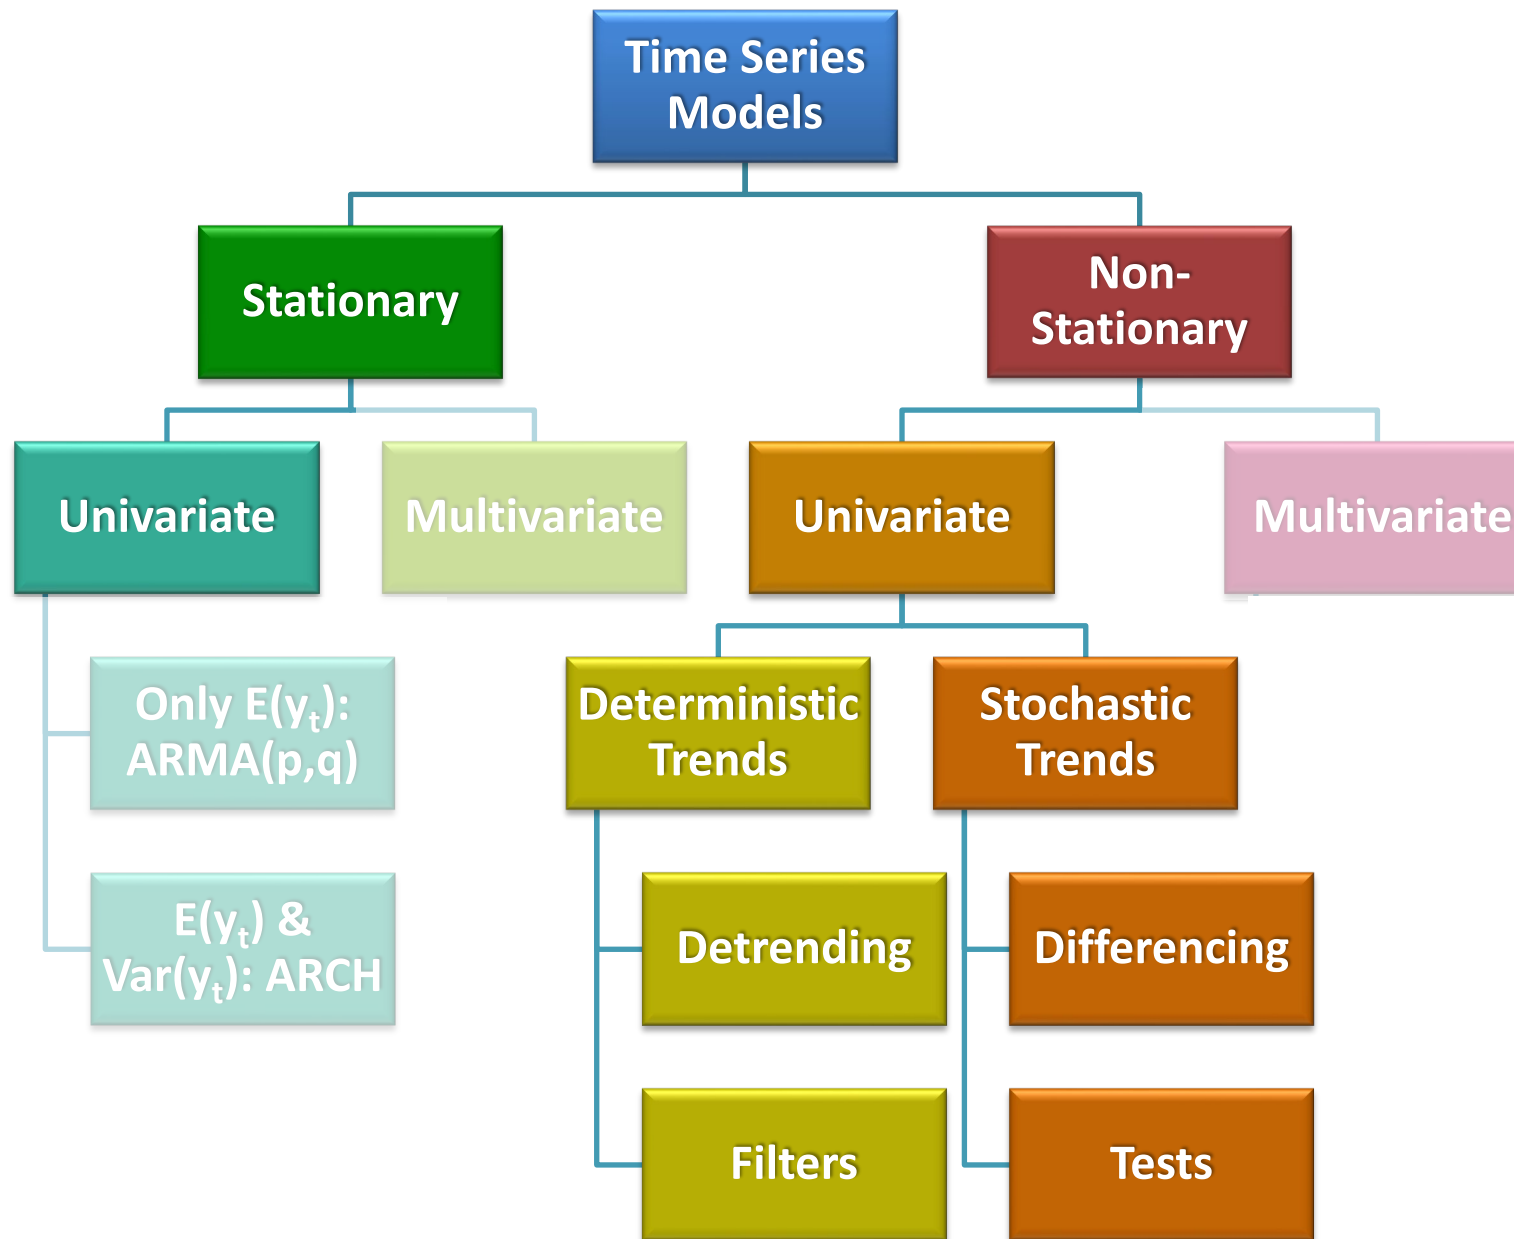 Time Series
Models
Stationary
Non-
Stationary
Univariate
Multivariate
Univariate
Multivariate
Only E(yt):
ARMA(p,q)
Deterministic
Trends
Stochastic
Trends
E(yt) &
Var(yt): ARCH
Detrending
Differencing
Filters
Tests